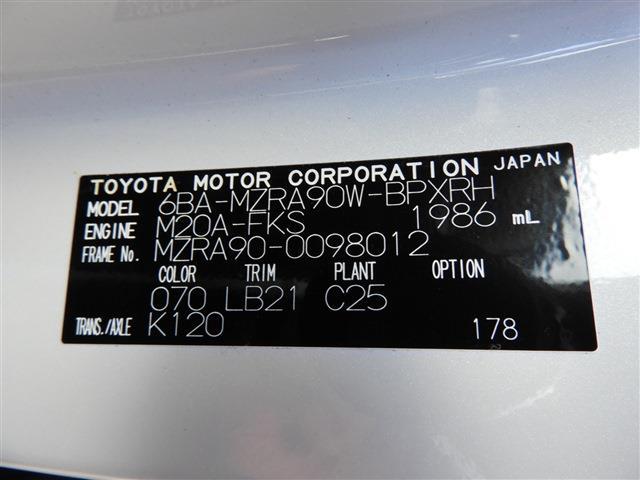 TOYOTA MOTOR CORPORATION JAPAN
MODEL 6BA-MZRA90W-BPXRH
ENGINE M20A-FKS 1986 mL
FRAME No. MZRA90-0098012
COLOR TRIM PLANT OPTION
070 LB21 C25
TRANS./AXLE K120 178